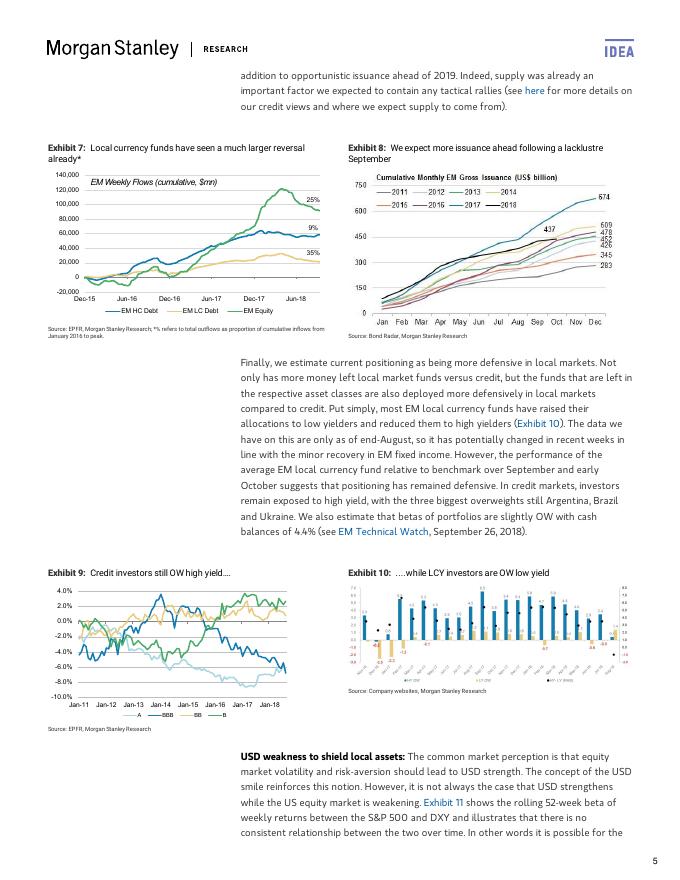 Morgan Stanley | RESEARCH
IDEA
addition to opportunistic issuance ahead of 2019. Indeed, supply was already an
important factor we expected to contain any tactical rallies (see here for more details on
our credit views and where we expect supply to come from).
Exhibit 7: Local currency funds have seen a much larger reversal
already*
140,000
120,000
100,000
80,000
60,000
40,000
20,000
0
-20,000
EM Weekly Flows (cumulative, $mn)
25%
9%
35%
Dec-15 Jun-16 Dec-16 Jun-17 Dec-17 Jun-18
EM HC Debt EM LC Debt EM Equity
Source: EPFR, Morgan Stanley Research; *% refers to total outflows as proportion of cumulative inflows from
January 2016 to peak.
Exhibit 8: We expect more issuance ahead following a lacklustre
September
Cumulative Monthly EM Gross Issuance (US$ billion)
750
600
450
300
150
0
2011 2012 2013 2014
2015 2016 2017 2018
437
674
509
478
452
426
345
283
Jan Feb Mar Apr May Jun Jul Aug Sep Oct Nov Dec
Source: Bond Radar, Morgan Stanley Research
Finally, we estimate current positioning as being more defensive in local markets. Not
only has more money left local market funds versus credit, but the funds that are left in
the respective asset classes are also deployed more defensively in local markets
compared to credit. Put simply, most EM local currency funds have raised their
allocations to low yielders and reduced them to high yielders (Exhibit 10). The data we
have on this are only as of end-August, so it has potentially changed in recent weeks in
line with the minor recovery in EM fixed income. However, the performance of the
average EM local currency fund relative to benchmark over September and early
October suggests that positioning has remained defensive. In credit markets, investors
remain exposed to high yield, with the three biggest overweights still Argentina, Brazil
and Ukraine. We also estimate that betas of portfolios are slightly OW with cash
balances of 4.4% (see EM Technical Watch, September 26, 2018).
Exhibit 9: Credit investors still OW high yield....
4.0%
2.0%
0.0%
-2.0%
-4.0%
-6.0%
-8.0%
-10.0%
Jan-11 Jan-12 Jan-13 Jan-14 Jan-15 Jan-16 Jan-17 Jan-18
A BBB BB B
Source: EPFR, Morgan Stanley Research
Exhibit 10: ....while LCY investors are OW low yield
Source: Company websites, Morgan Stanley Research
USD weakness to shield local assets: The common market perception is that equity
market volatility and risk-aversion should lead to USD strength. The concept of the USD
smile reinforces this notion. However, it is not always the case that USD strengthens
while the US equity market is weakening. Exhibit 11 shows the rolling 52-week beta of
weekly returns between the S&P 500 and DXY and illustrates that there is no
consistent relationship between the two over time. In other words it is possible for the
5